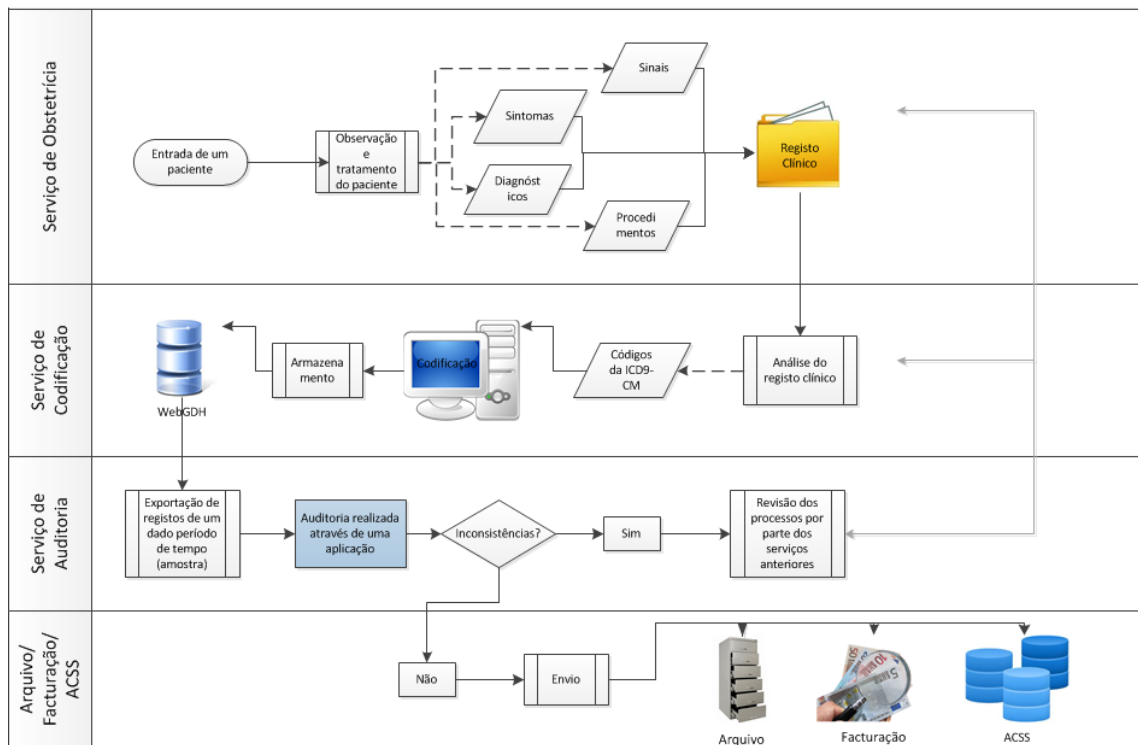 Serviço de Obstetrícia
Entrada de um
paciente
Observação
e
tratamento
do paciente
Sinais
Sintomas
Diagnóst
icos
Procedi
mentos
Registo
Clínico
Serviço de
Codificação
WebGDH
Armazena
mento
Codificação
Códigos
da ICD9-
CM
Análise do
registo clínico
Serviço de
Auditoria
Exportação de
registos de um
dado período
de tempo
(amostra)
Auditoria realizada
através de uma
aplicação
Inconsistências?
Sim
Revisão dos
processos por
parte dos
serviços
anteriores
Arquivo/
Facturação/
ACSS
Não
Envio
Arquivo
Facturação
ACSS